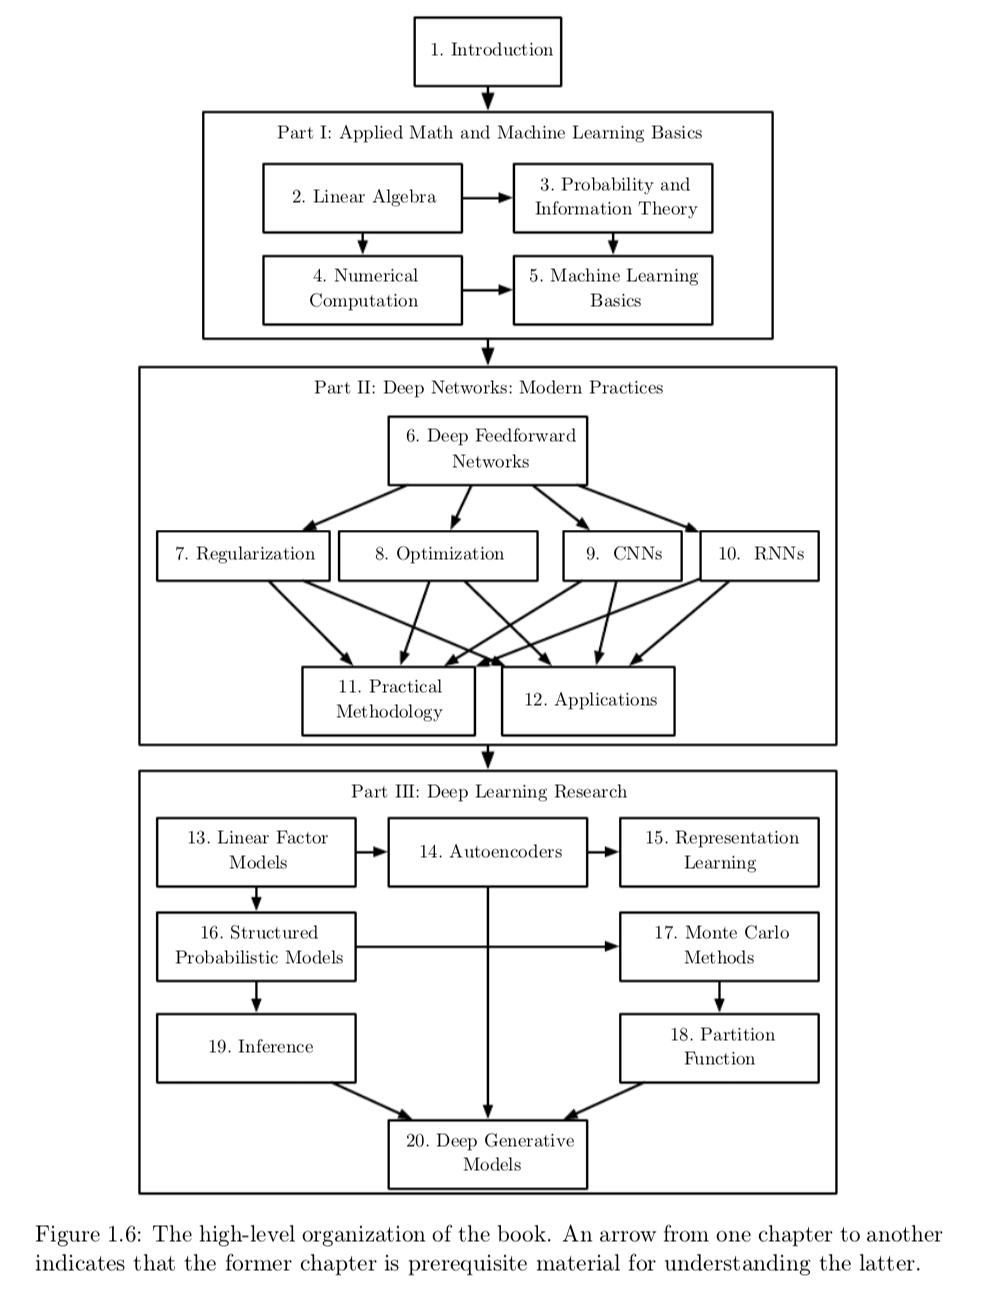 1. Introduction
Part I: Applied Math and Machine Learning Basics
2. Linear Algebra
3. Probability and
Information Theory
4. Numerical
Computation
5. Machine Learning
Basics
Part II: Deep Networks: Modern Practices
6. Deep Feedforward
Networks
7. Regularization
8. Optimization
9. CNNs
10. RNNs
11. Practical
Methodology
12. Applications
Part III: Deep Learning Research
13. Linear Factor
Models
14. Autoencoders
15. Representation
Learning
16. Structured
Probabilistic Models
17. Monte Carlo
Methods
19. Inference
18. Partition
Function
20. Deep Generative
Models
Figure 1.6: The high-level organization of the book. An arrow from one chapter to another
indicates that the former chapter is prerequisite material for understanding the latter.